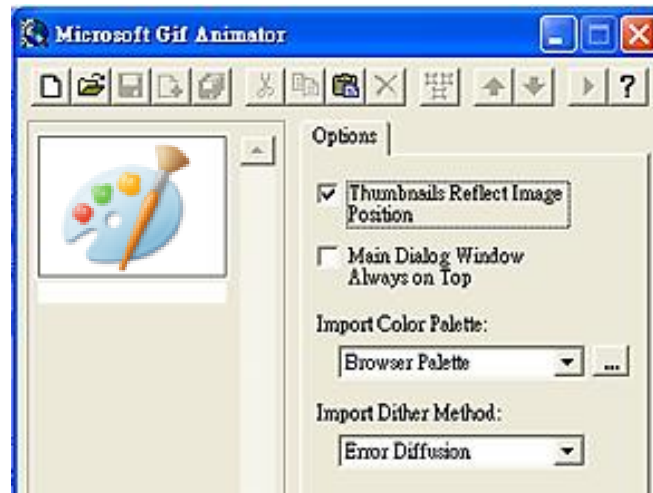 Microsoft Gif Animator
?
Options
Thumbnails Reflect Image
Position
Main Dialog Window
Always on Top
Import Color Palette:
Browser Palette
...
Import Dither Method:
Error Diffusion